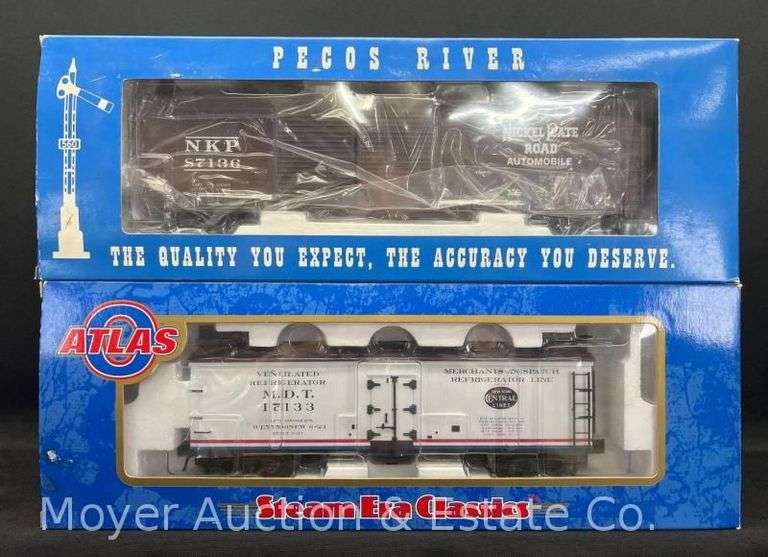 PECOS RIVER
560
NKP
87136
NICKEL PLATE
ROAD
AUTOMOBILE
THE QUALITY YOU EXPECT, THE ACCURACY YOU DESERVE.
O
ATLAS
VENTILATED
REFRIGERATOR
M.D.T.
17133
MERCHANTS DESPATCH
REFRIGERATOR LINE
NEW YORK
CENTRAL
LINES
Steam Era Classics
Moyer Auction & Estate Co.